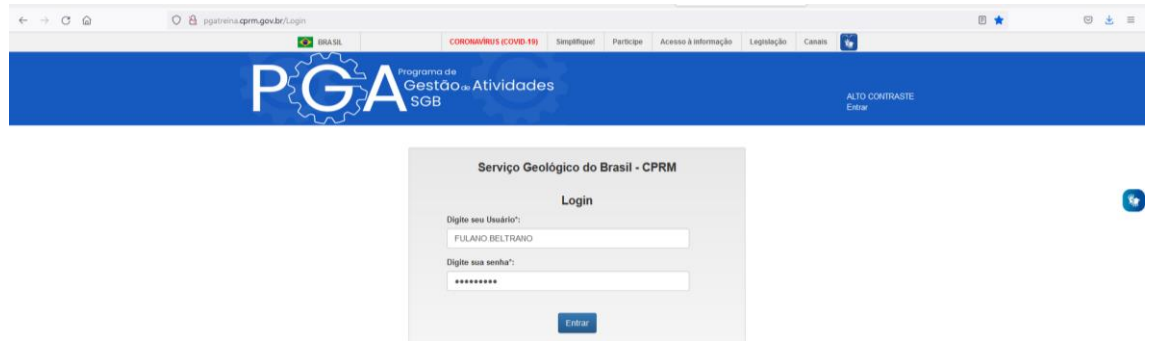 pgatreina.cprm.gov.br/Login
BRASIL CORONAVÍRUS (COVID-19) Simplifique! Participe Acesso à informação Legislação Canais
PGA Programa de
Gestão de Atividades
SGB
ALTO CONTRASTE
Entrar
Serviço Geológico do Brasil - CPRM
Login
Digite seu Usuário*:
FULANO.BELTRANO
Digite sua senha*:
•••••••••
Entrar